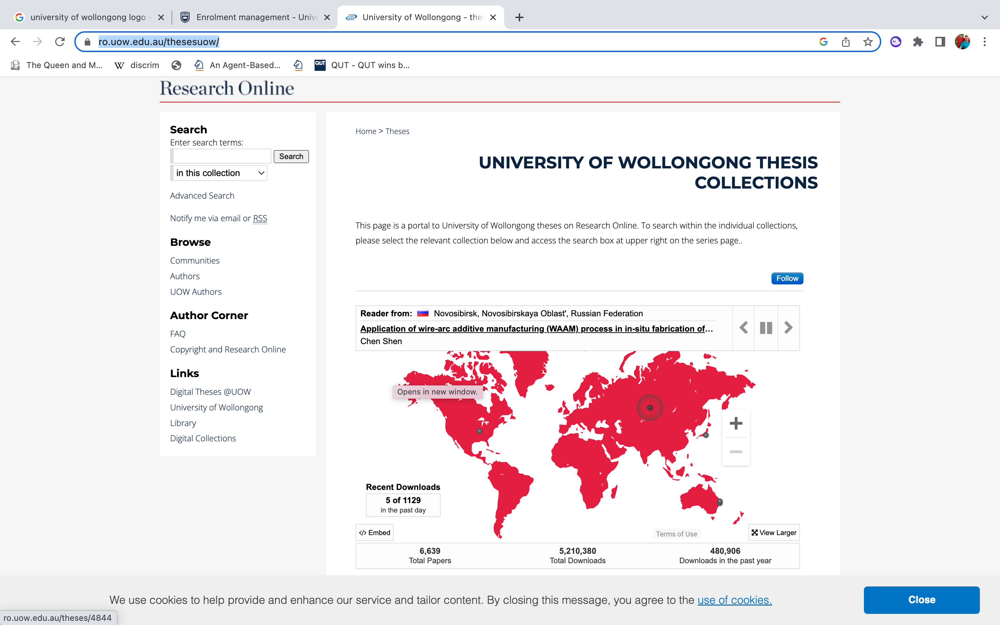 university of wollongong logo -
Enrolment management - Unive
University of Wollongong - thes
ro.uow.edu.au/thesesuow/
The Queen and M...
discrim
An Agent-Based...
QUT
QUT - QUT wins b...
Research Online
Search
Enter search terms:
Search
in this collection
Advanced Search
Notify me via email or RSS
Browse
Communities
Authors
UOW Authors
Author Corner
FAQ
Copyright and Research Online
Links
Digital Theses @UOW
University of Wollongong
Library
Digital Collections
Home > Theses
UNIVERSITY OF WOLLONGONG THESIS
COLLECTIONS
This page is a portal to University of Wollongong theses on Research Online. To search within the individual collections,
please select the relevant collection below and access the search box at upper right on the series page..
Follow
Reader from: Novosibirsk, Novosibirskaya Oblast', Russian Federation
Application of wire-arc additive manufacturing (WAAM) process in in-situ fabrication of...
Chen Shen
Opens in new window.
Recent Downloads
5 of 1129
in the past day
</> Embed
Terms of Use
View Larger
6,639
Total Papers
5,210,380
Total Downloads
480,906
Downloads in the past year
We use cookies to help provide and enhance our service and tailor content. By closing this message, you agree to the use of cookies.
Close
ro.uow.edu.au/theses/4844